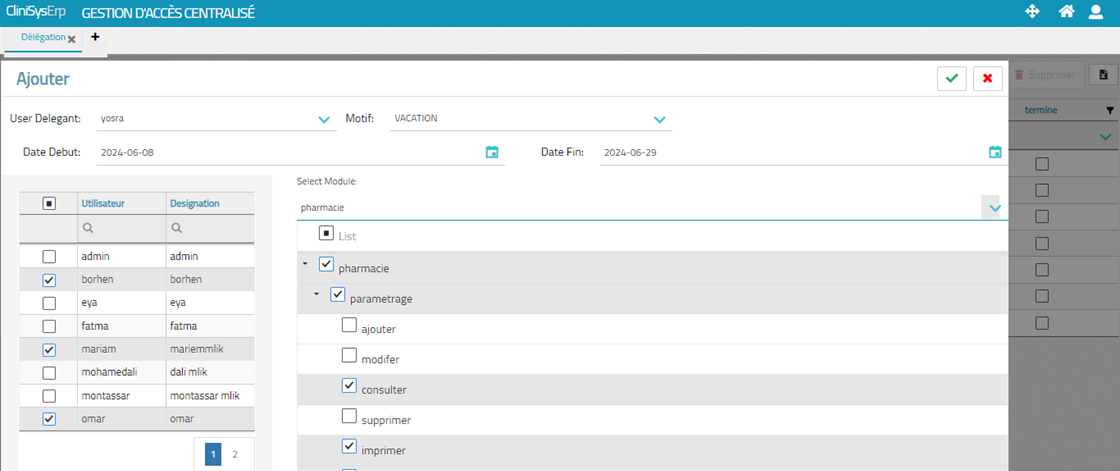 CliniSysErp GESTION D'ACCÈS CENTRALISÉ
Délégation
Ajouter
Supprimer
User Delegant: yosra Motif: VACATION
termine
Date Debut: 2024-06-08 Date Fin: 2024-06-29
Select Module:
pharmacie
Utilisateur Designation
List
admin admin
pharmacie
borhen borhen
parametrage
eya eya
fatma fatma
ajouter
mariam mariemmlik
modifer
mohamedali dali mlik
consulter
montassar montassar mlik
supprimer
omar omar
imprimer
1 2